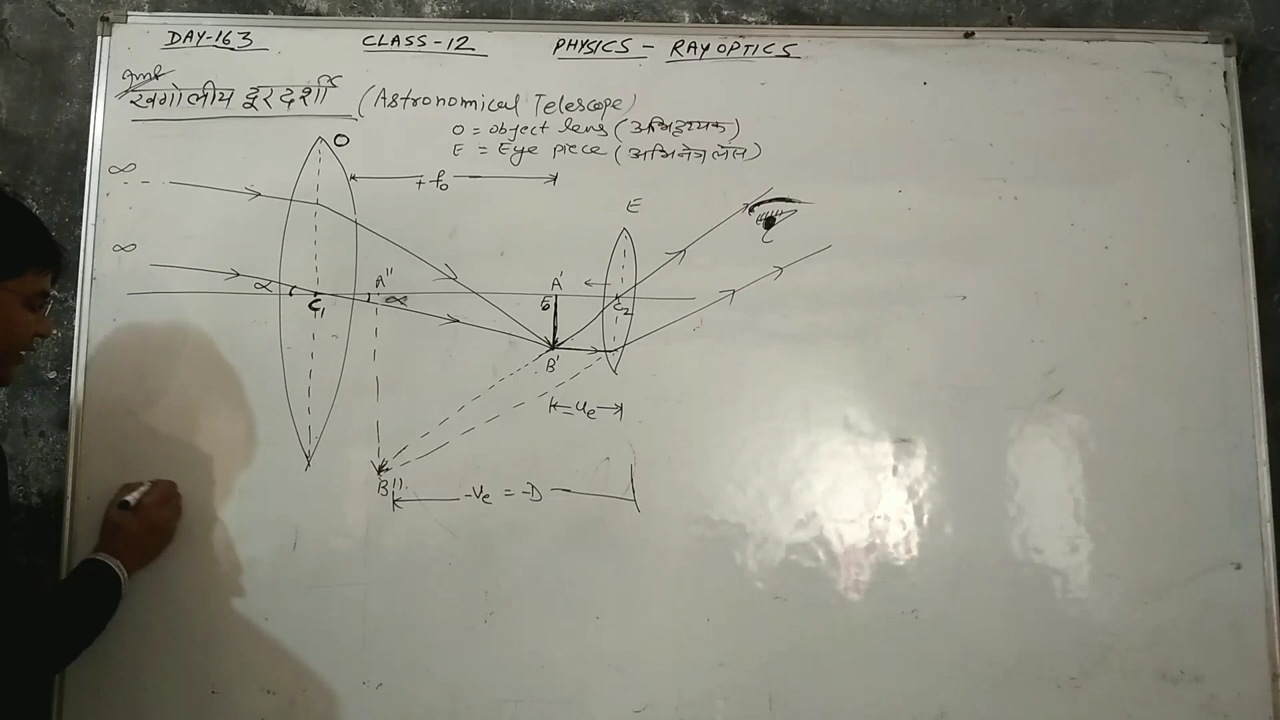 DAY-163 CLASS-12 PHYSICS - RAY OPTICS
Imp
खगोलीय दूरदर्शी (Astronomical Telescope)
O = object lens (अभिदृश्यक)
E = Eye piece (अभिनेत्र लेंस)
O
∞
+ fo
E
∞
α C1 A'' α A' C2
B'
-ue
B''
-Ve = -D